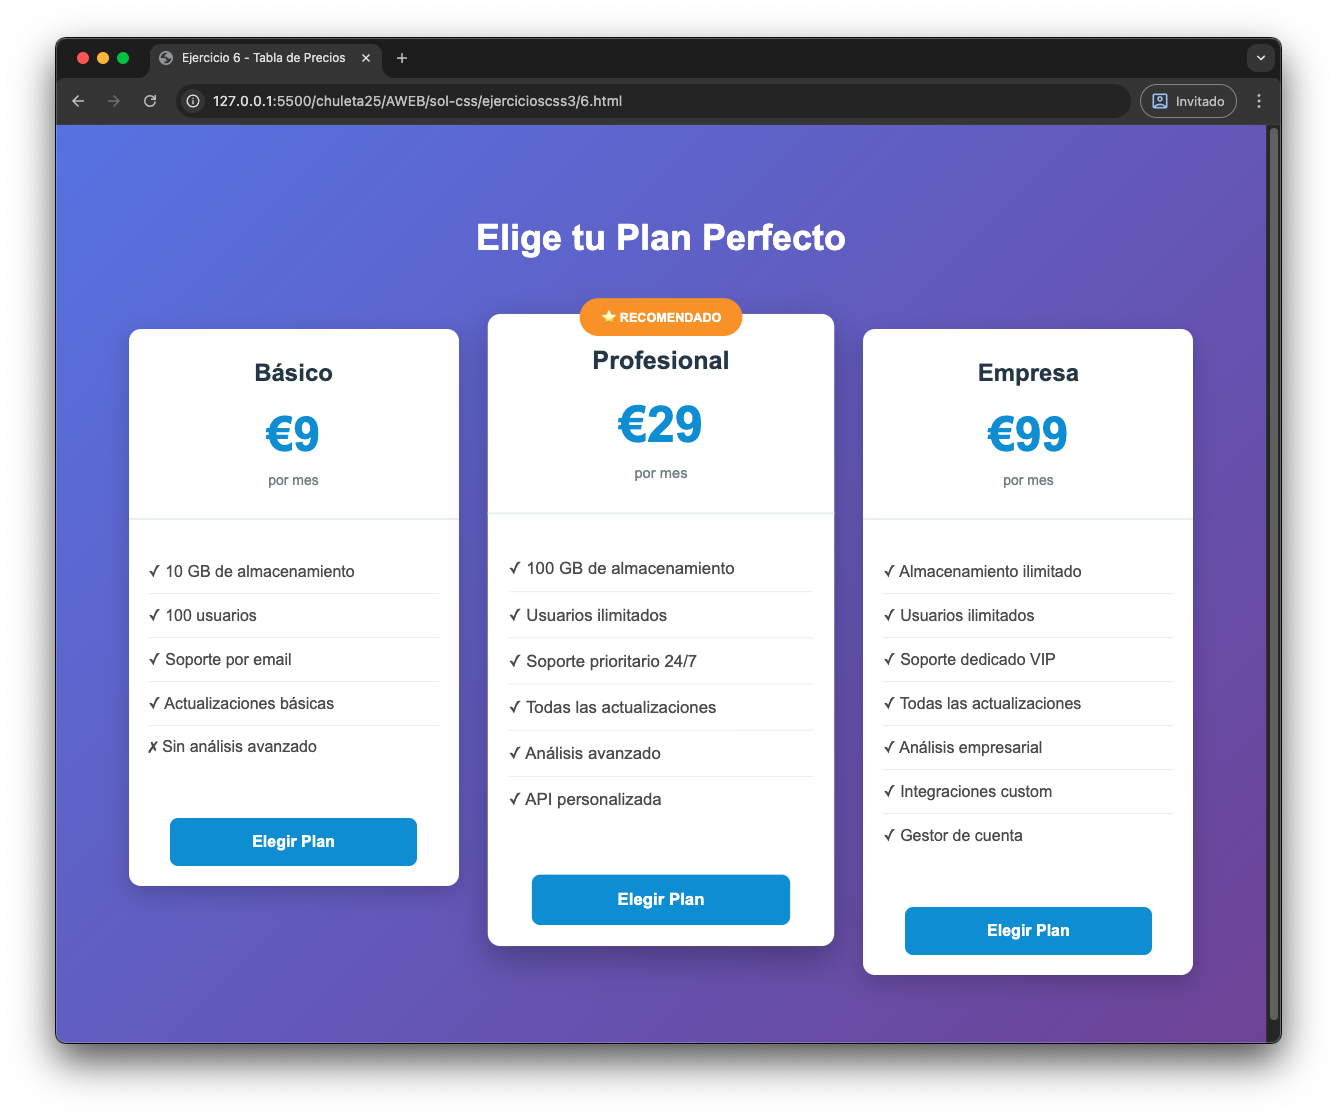 Ejercicio 6 - Tabla de Precios
127.0.0.1:5500/chuleta25/AWEB/sol-css/ejercicioscss3/6.html
Invitado
Elige tu Plan Perfecto
Básico
€9
por mes
✓ 10 GB de almacenamiento
✓ 100 usuarios
✓ Soporte por email
✓ Actualizaciones básicas
✗ Sin análisis avanzado
Elegir Plan
⭐ RECOMENDADO
Profesional
€29
por mes
✓ 100 GB de almacenamiento
✓ Usuarios ilimitados
✓ Soporte prioritario 24/7
✓ Todas las actualizaciones
✓ Análisis avanzado
✓ API personalizada
Elegir Plan
Empresa
€99
por mes
✓ Almacenamiento ilimitado
✓ Usuarios ilimitados
✓ Soporte dedicado VIP
✓ Todas las actualizaciones
✓ Análisis empresarial
✓ Integraciones custom
✓ Gestor de cuenta
Elegir Plan